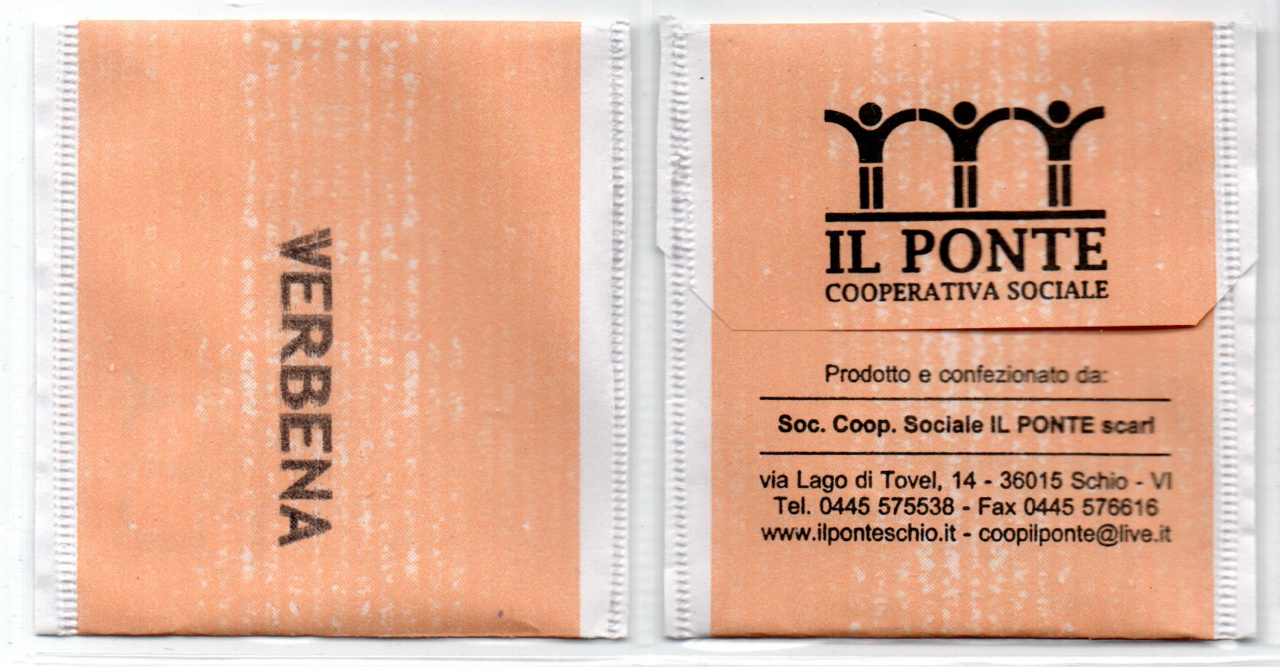 VERBENA
IL PONTE
COOPERATIVA SOCIALE
Prodotto e confezionato da:
Soc. Coop. Sociale IL PONTE scarl
via Lago di Tovel, 14 - 36015 Schio - VI
Tel. 0445 575538 - Fax 0445 576616
www.ilponteschio.it - coopilponte@live.it